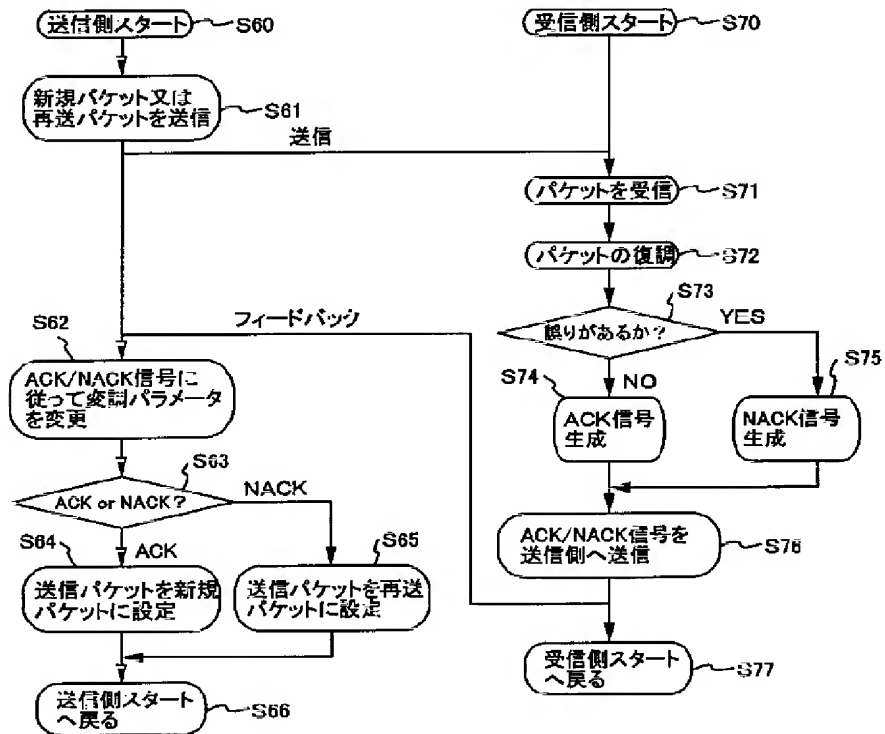 送信側スタート
S60
新規パケット又は
再送パケットを送信
S61
送信
S62
フィードバック
ACK/NACK信号に
従って変調パラメータ
を変更
S63
ACK or NACK?
NACK
S64
ACK
S65
送信パケットを新規
パケットに設定
送信パケットを再送
パケットに設定
送信側スタート
へ戻る
S66
受信側スタート
S70
パケットを受信
S71
パケットの復調
S72
S73
誤りがあるか?
YES
S74
NO
S75
ACK信号
生成
NACK信号
生成
ACK/NACK信号を
送信側へ送信
S76
受信側スタート
へ戻る
S77